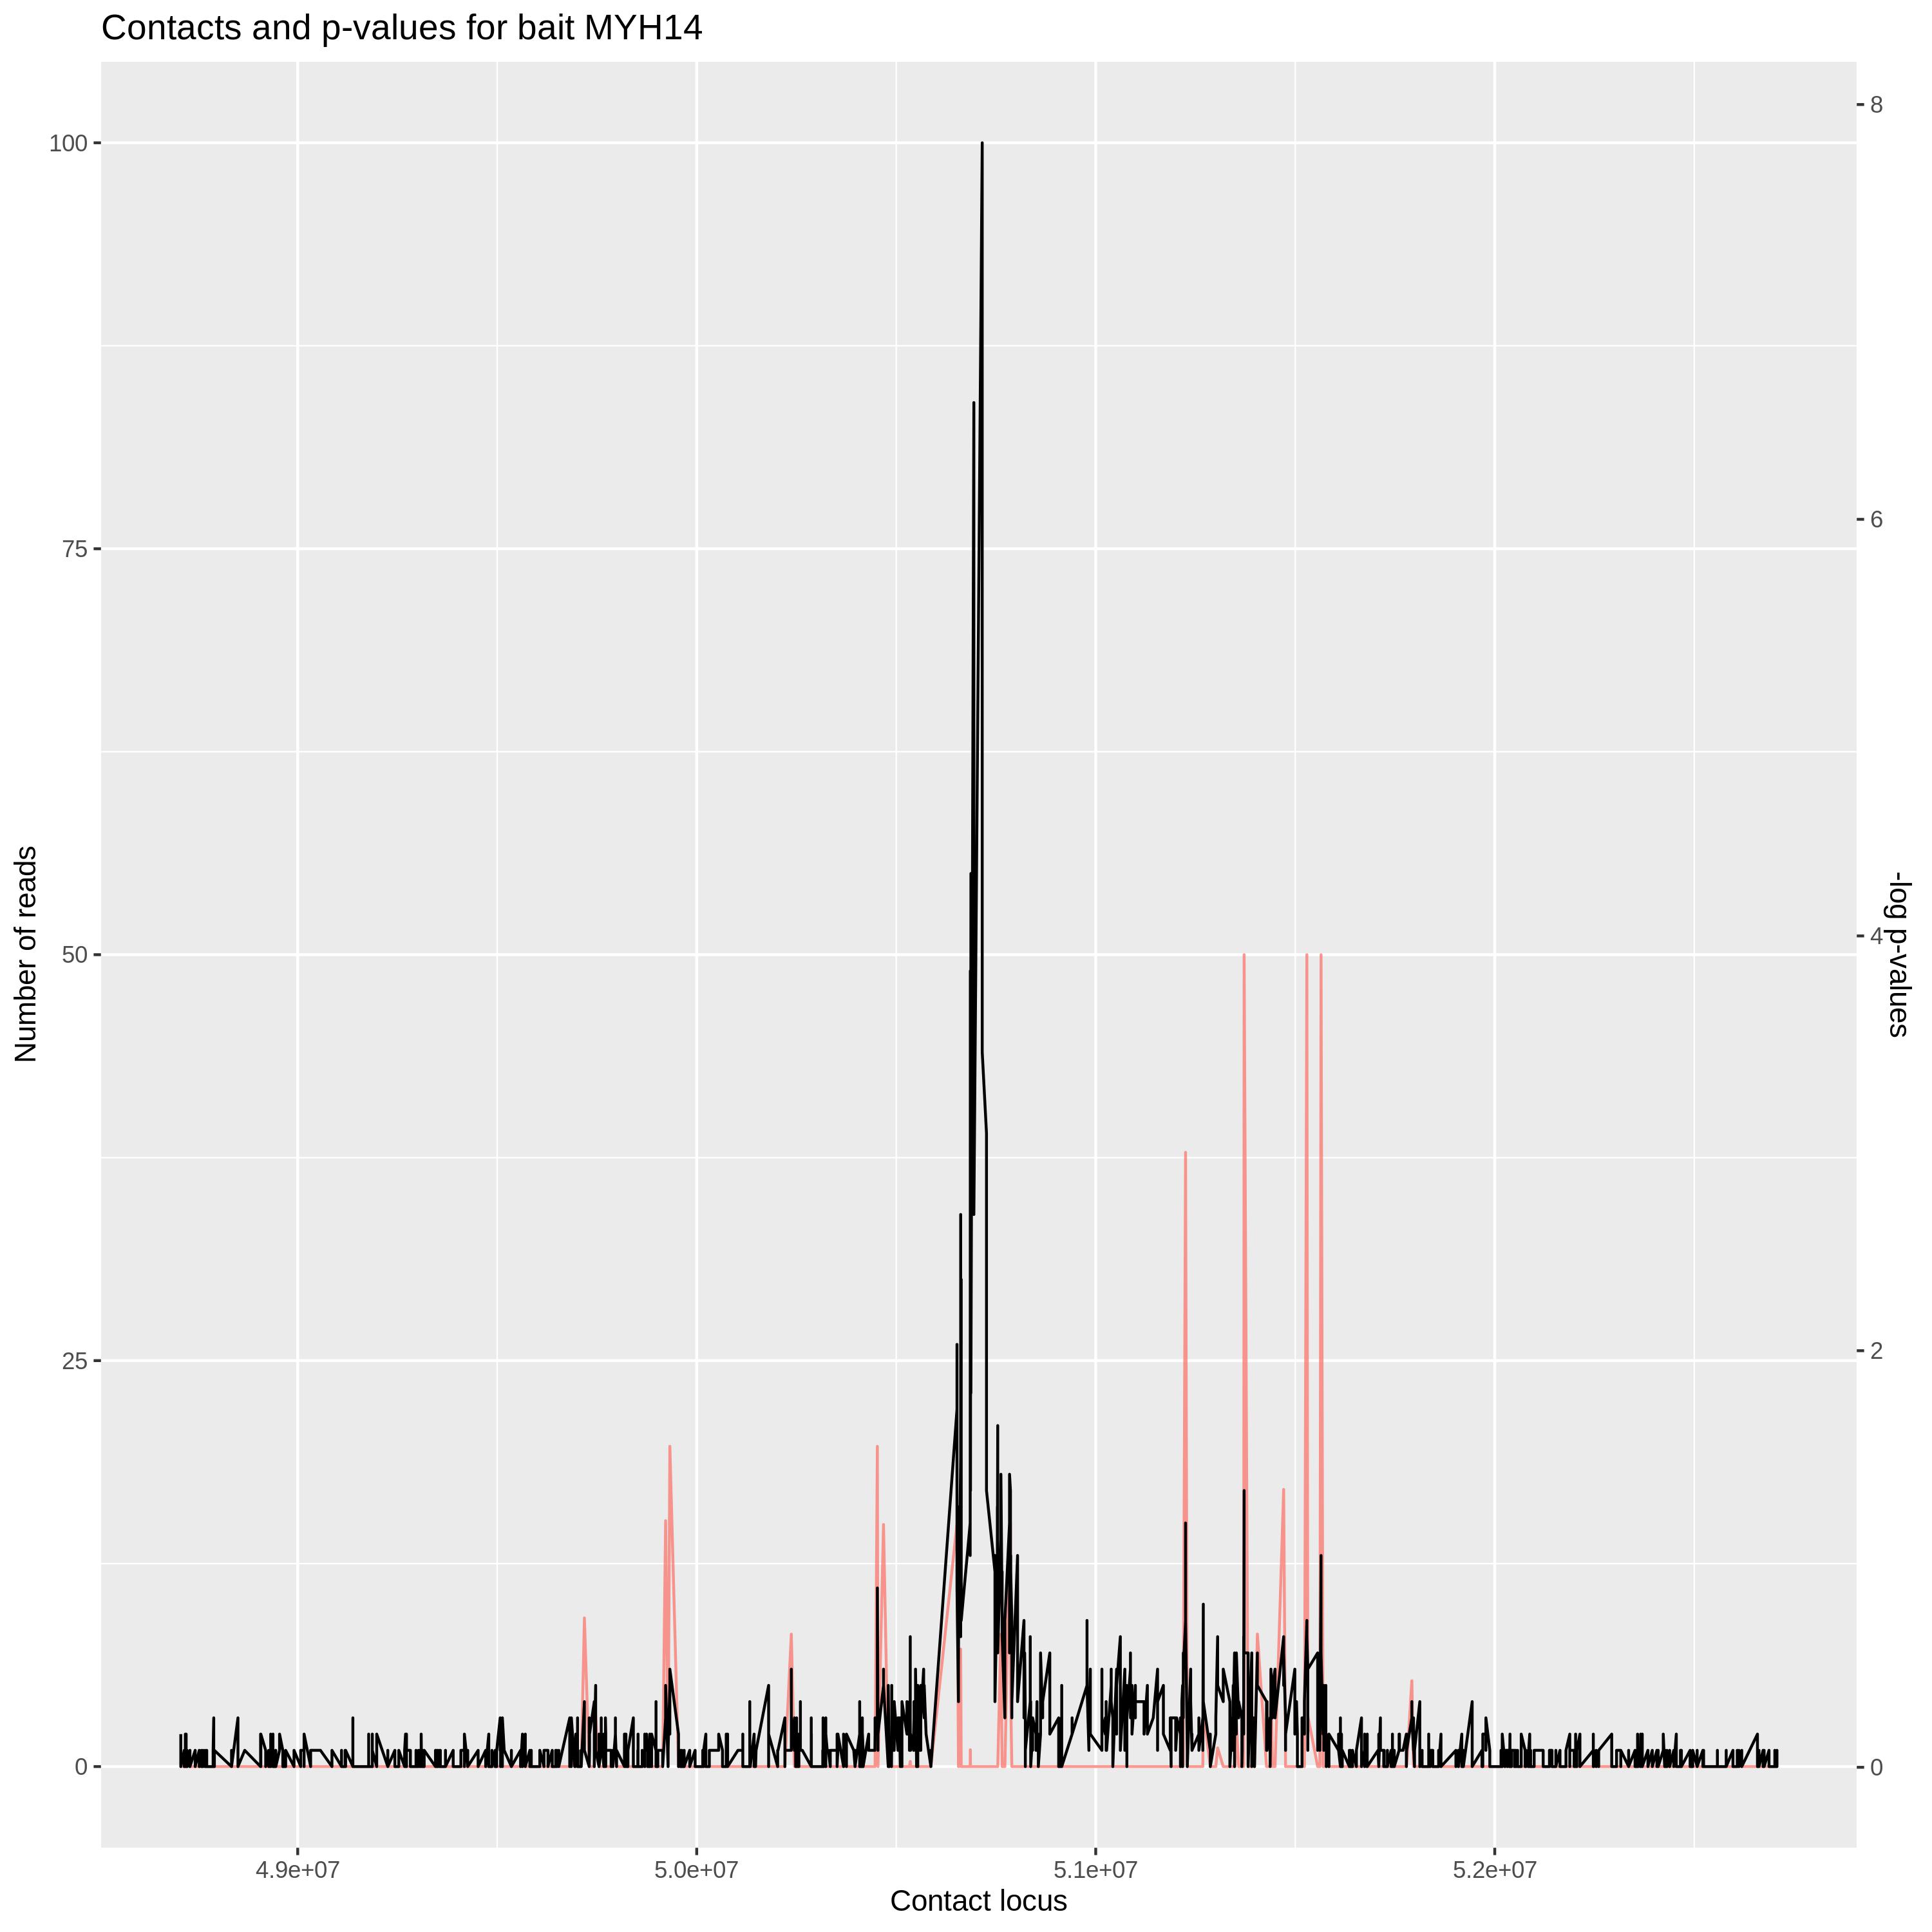 Contacts and p-values for bait MYH14
100
75
50
25
0
8
6
4
2
0
Number of reads
-log p-values
4.9e+07
5.0e+07
5.1e+07
5.2e+07
Contact locus